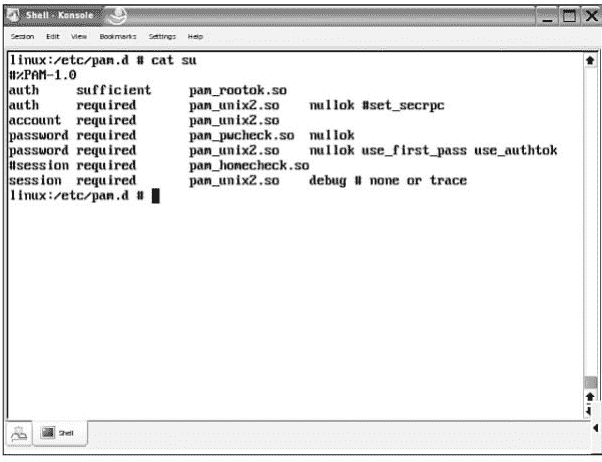 Shell - Konsole
Session Edit View Bookmarks Settings Help
linux:/etc/pam.d # cat su
#%PAM-1.0
auth     sufficient     pam_rootok.so
auth     required       pam_unix2.so    nullok #set_secrpc
account  required       pam_unix2.so
password required       pam_pwcheck.so  nullok
password required       pam_unix2.so    nullok use_first_pass use_authtok
#session required       pam_homecheck.so
session  required       pam_unix2.so    debug # none or trace
linux:/etc/pam.d #
Shell